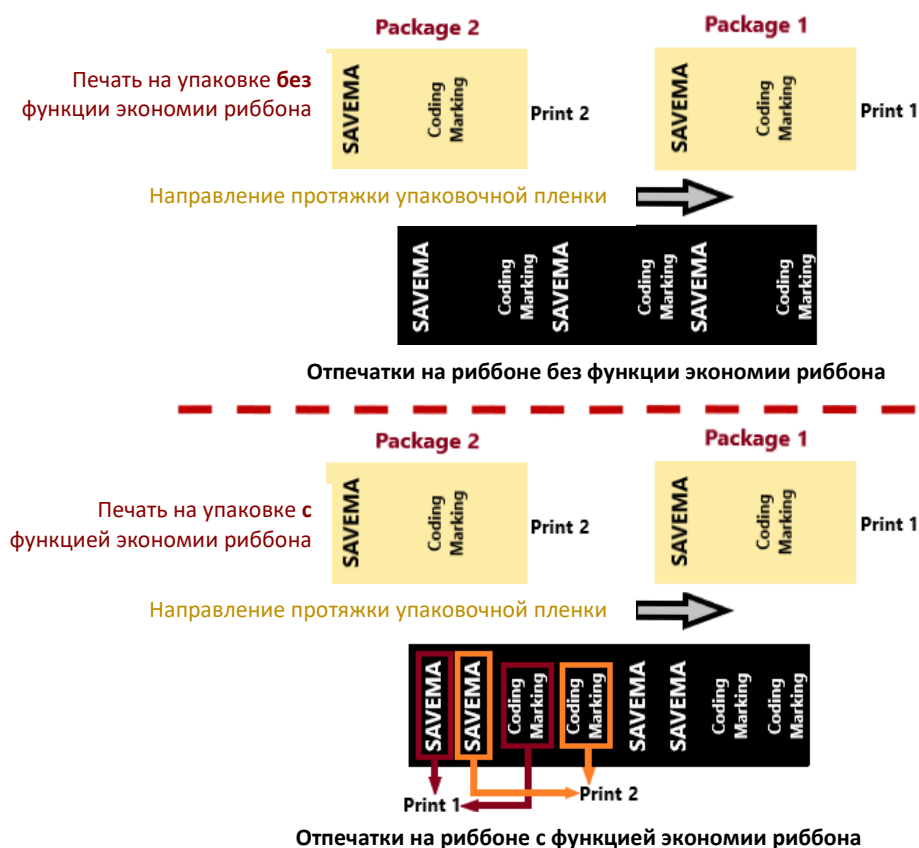 Package 2
Package 1
Печать на упаковке без
функции экономии риббона
SAVEMA
Coding
Marking
Print 2
SAVEMA
Coding
Marking
Print 1
Направление протяжки упаковочной пленки
SAVEMA
Coding
Marking
SAVEMA
Coding
Marking
SAVEMA
Coding
Marking
Отпечатки на риббоне без функции экономии риббона
Package 2
Package 1
Печать на упаковке с
функцией экономии риббона
SAVEMA
Coding
Marking
Print 2
SAVEMA
Coding
Marking
Print 1
Направление протяжки упаковочной пленки
SAVEMA
SAVEMA
Coding
Marking
Coding
Marking
SAVEMA
SAVEMA
Coding
Marking
Coding
Marking
Print 1
Print 2
Отпечатки на риббоне с функцией экономии риббона